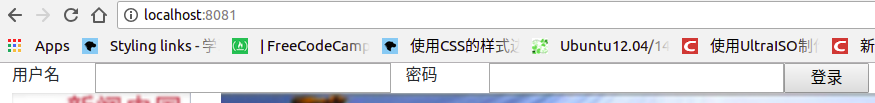 localhost:8081
Apps Styling links - 学 | FreeCodeCamp 使用CSS的样式 Ubuntu12.04/14 使用UltraISO制 新
用户名 密码 登录